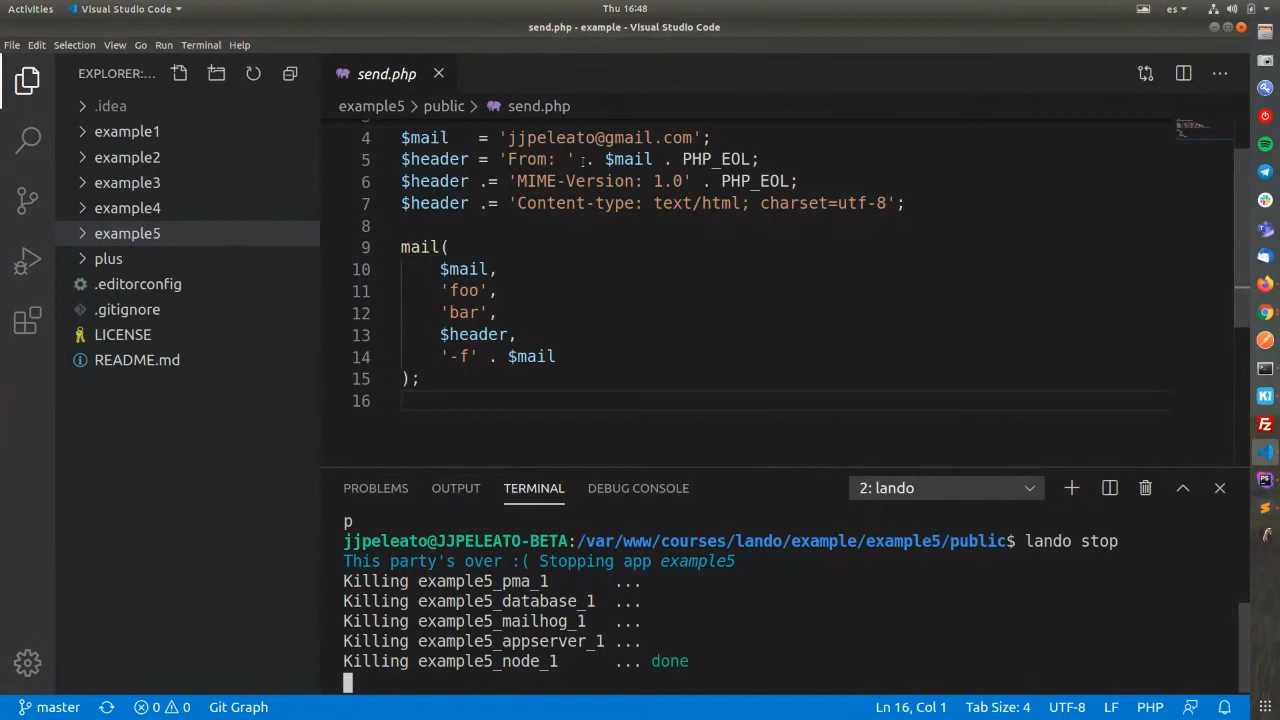 Activities Visual Studio Code Thu 16:48 es
send.php - example - Visual Studio Code
File Edit Selection View Go Run Terminal Help
EXPLORER:... send.php
example5 > public > send.php
.idea
example1
example2
example3
example4
example5
plus
.editorconfig
.gitignore
LICENSE
README.md
4 $mail   = 'jjpeleato@gmail.com';
5 $header = 'From: ' . $mail . PHP_EOL;
6 $header .= 'MIME-Version: 1.0' . PHP_EOL;
7 $header .= 'Content-type: text/html; charset=utf-8';
8
9 mail(
10     $mail,
11     'foo',
12     'bar',
13     $header,
14     '-f' . $mail
15 );
16
PROBLEMS OUTPUT TERMINAL DEBUG CONSOLE 2: lando
p
jjpeleato@JJPELEATO-BETA:/var/www/courses/lando/example/example5/public$ lando stop
This party's over :( Stopping app example5
Killing example5_pma_1       ...
Killing example5_database_1  ...
Killing example5_mailhog_1   ...
Killing example5_appserver_1 ...
Killing example5_node_1      ... done
master 0 0 Git Graph Ln 16, Col 1 Tab Size: 4 UTF-8 LF PHP